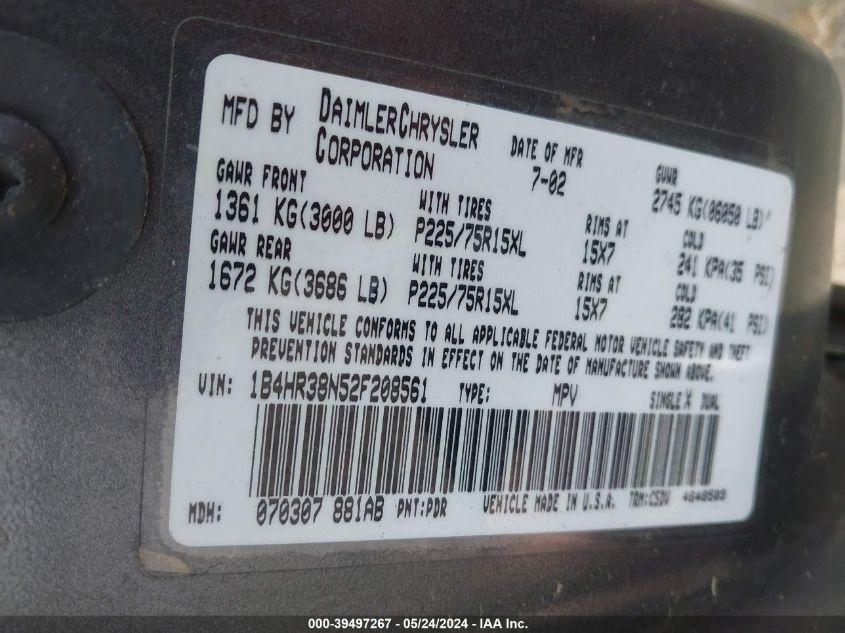 MFD BY DAIMLERCHRYSLER CORPORATION DATE OF MFR 7-02 GVWR 2745 KG(06050 LB)
GAWR FRONT WITH TIRES RIMS AT COLD
1361 KG(3000 LB) P225/75R15XL 15X7 241 KPA(35 PSI)
GAWR REAR WITH TIRES RIMS AT COLD
1672 KG(3686 LB) P225/75R15XL 15X7 282 KPA(41 PSI)
THIS VEHICLE CONFORMS TO ALL APPLICABLE FEDERAL MOTOR VEHICLE SAFETY AND THEFT
PREVENTION STANDARDS IN EFFECT ON THE DATE OF MANUFACTURE SHOWN ABOVE.
VIN: 1B4HR38N52F208561 TYPE: MPV SINGLE X DUAL
MDH: 070307 881AB PNT:PDR VEHICLE MADE IN U.S.A. TRM:CSDV
000-39497267 - 05/24/2024 - IAAI.com